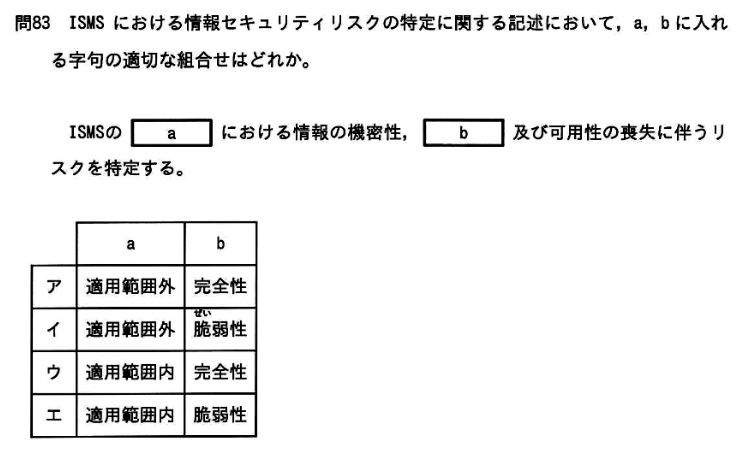 問83 ISMS における情報セキュリティリスクの特定に関する記述において，a，b に入れ
る字句の適切な組合せはどれか。
ISMSの a における情報の機密性， b 及び可用性の喪失に伴うリ
スクを特定する。
a b
ア 適用範囲外 完全性
ぜい
イ 適用範囲外 脆弱性
ウ 適用範囲内 完全性
エ 適用範囲内 脆弱性